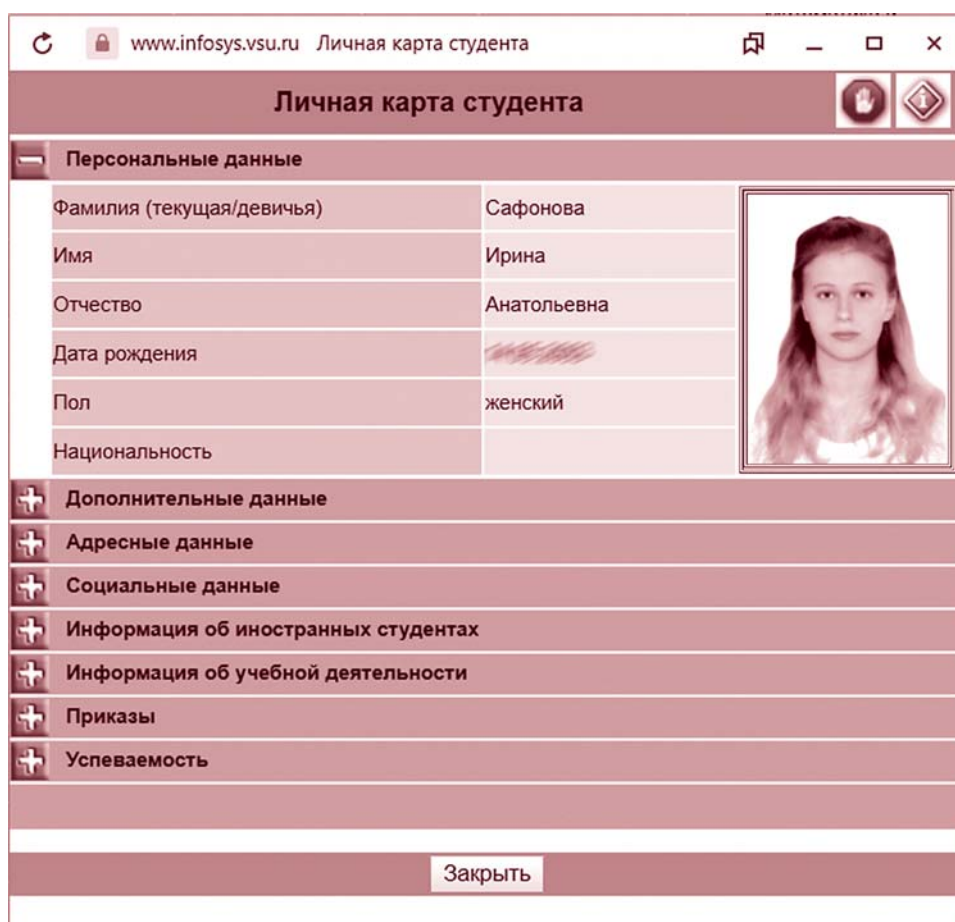 www.infosys.vsu.ru Личная карта студента
Личная карта студента
Персональные данные
Фамилия (текущая/девичья) Сафонова
Имя Ирина
Отчество Анатольевна
Дата рождения
Пол женский
Национальность
Дополнительные данные
Адресные данные
Социальные данные
Информация об иностранных студентах
Информация об учебной деятельности
Приказы
Успеваемость
Закрыть